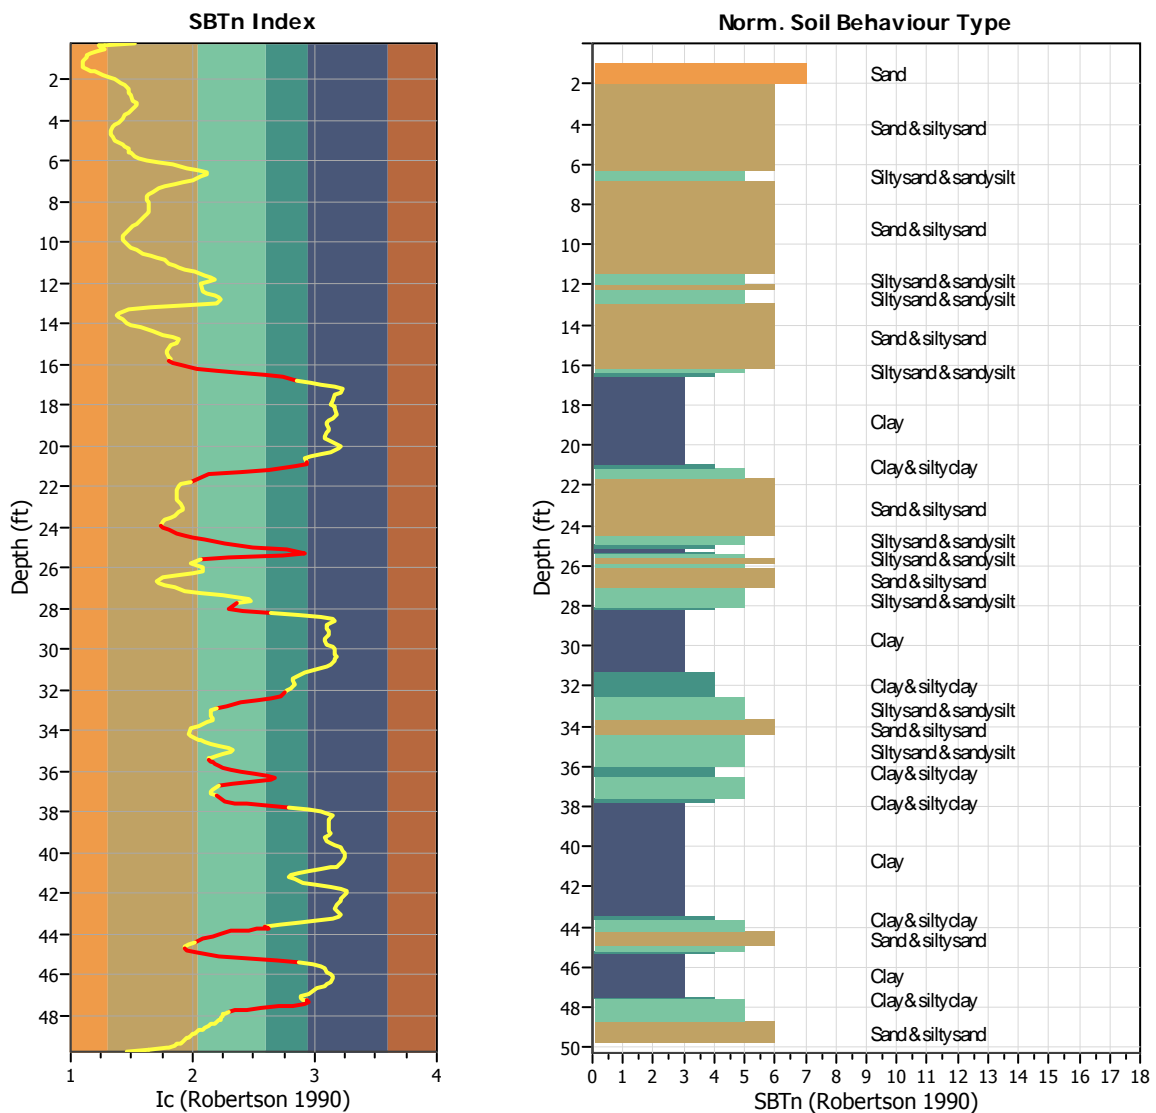 SBTn Index
2
4
6
8
10
12
14
16
18
20
22
24
26
28
30
32
34
36
38
40
42
44
46
48
Depth (ft)
1
2
3
4
Ic (Robertson 1990)
Norm. Soil Behaviour Type
2
4
6
8
10
12
14
16
18
20
22
24
26
28
30
32
34
36
38
40
42
44
46
48
50
Depth (ft)
Sand
Sand & silty sand
Silty sand & sandy silt
Sand & silty sand
Silty sand & sandy silt
Silty sand & sandy silt
Sand & silty sand
Silty sand & sandy silt
Clay
Clay & silty clay
Sand & silty sand
Silty sand & sandy silt
Silty sand & sandy silt
Sand & silty sand
Silty sand & sandy silt
Clay
Clay & silty clay
Silty sand & sandy silt
Sand & silty sand
Silty sand & sandy silt
Clay & silty clay
Clay & silty clay
Clay
Clay & silty clay
Sand & silty sand
Clay
Clay & silty clay
Sand & silty sand
0 1 2 3 4 5 6 7 8 9 10 11 12 13 14 15 16 17 18
SBTn (Robertson 1990)